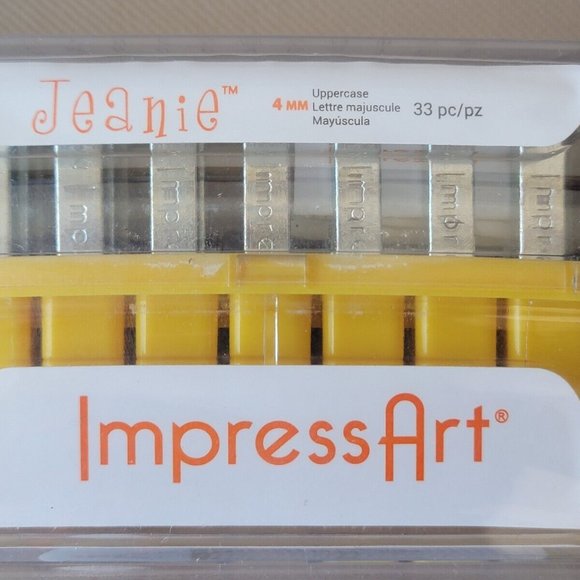 Jeanie™
4 MM
Uppercase
Lettre majuscule
Mayúscula
33 pc/pz
ImpressArt®